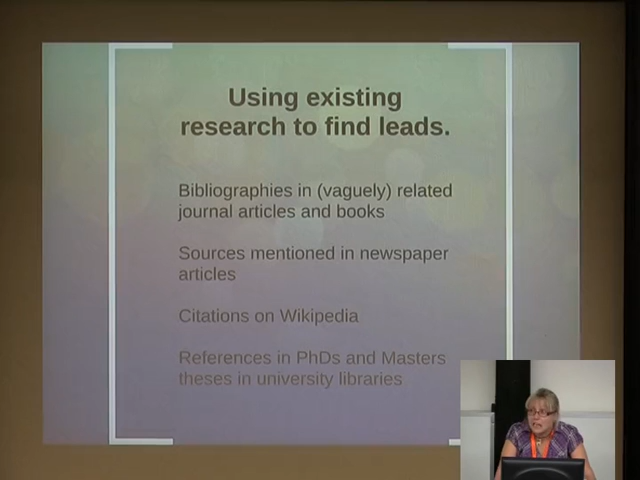 Using existing
research to find leads.
Bibliographies in (vaguely) related
journal articles and books
Sources mentioned in newspaper
articles
Citations on Wikipedia
References in PhDs and Masters
theses in university libraries